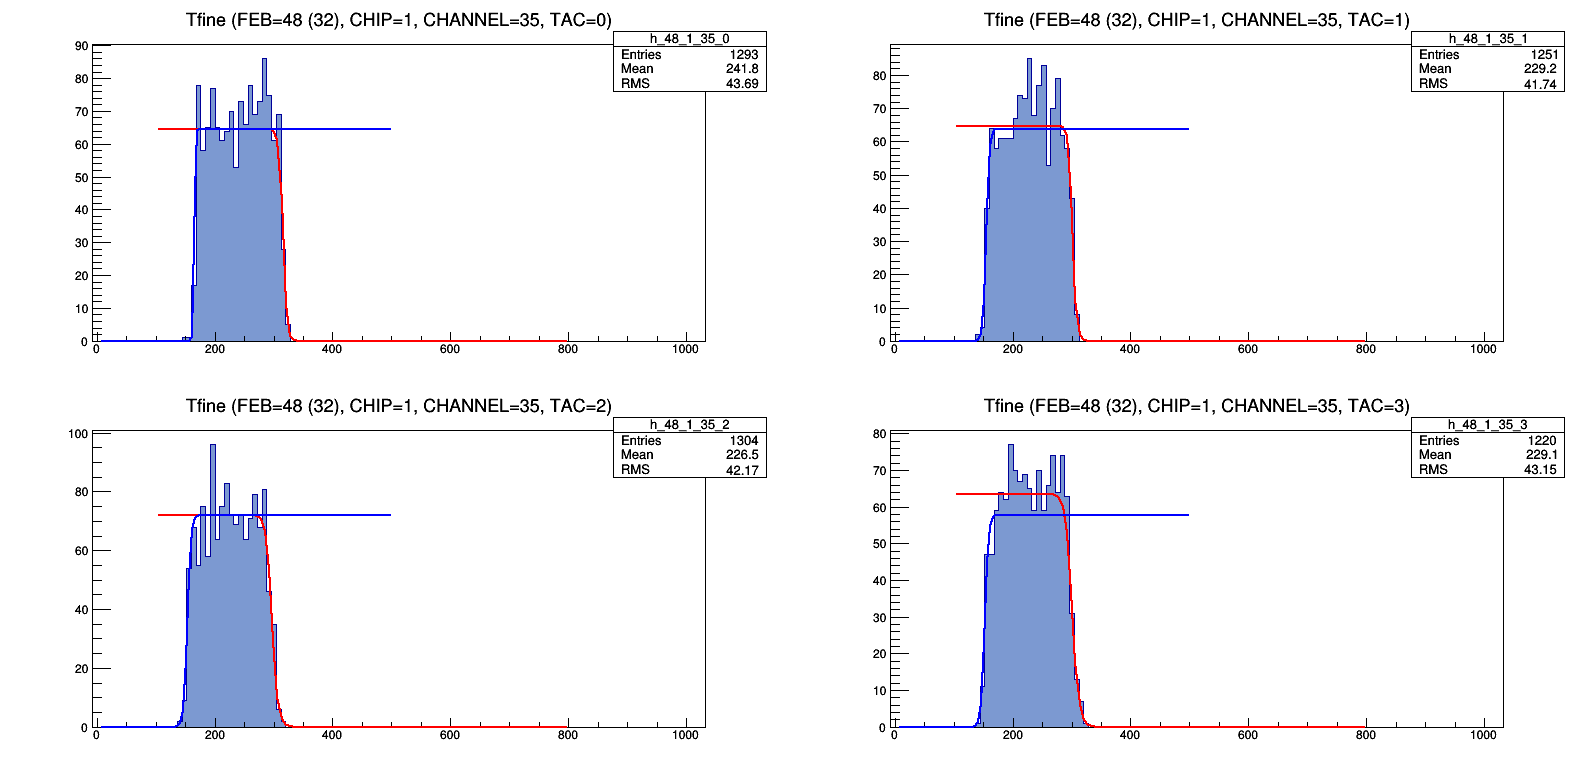 Tfine (FEB=48 (32), CHIP=1, CHANNEL=35, TAC=0)
h_48_1_35_0
Entries 1293
Mean 241.8
RMS 43.69
90
80
70
60
50
40
30
20
10
0
0 200 400 600 800 1000
Tfine (FEB=48 (32), CHIP=1, CHANNEL=35, TAC=1)
h_48_1_35_1
Entries 1251
Mean 229.2
RMS 41.74
80
70
60
50
40
30
20
10
0
0 200 400 600 800 1000
Tfine (FEB=48 (32), CHIP=1, CHANNEL=35, TAC=2)
h_48_1_35_2
Entries 1304
Mean 226.5
RMS 42.17
100
80
60
40
20
0
0 200 400 600 800 1000
Tfine (FEB=48 (32), CHIP=1, CHANNEL=35, TAC=3)
h_48_1_35_3
Entries 1220
Mean 229.1
RMS 43.15
80
70
60
50
40
30
20
10
0
0 200 400 600 800 1000